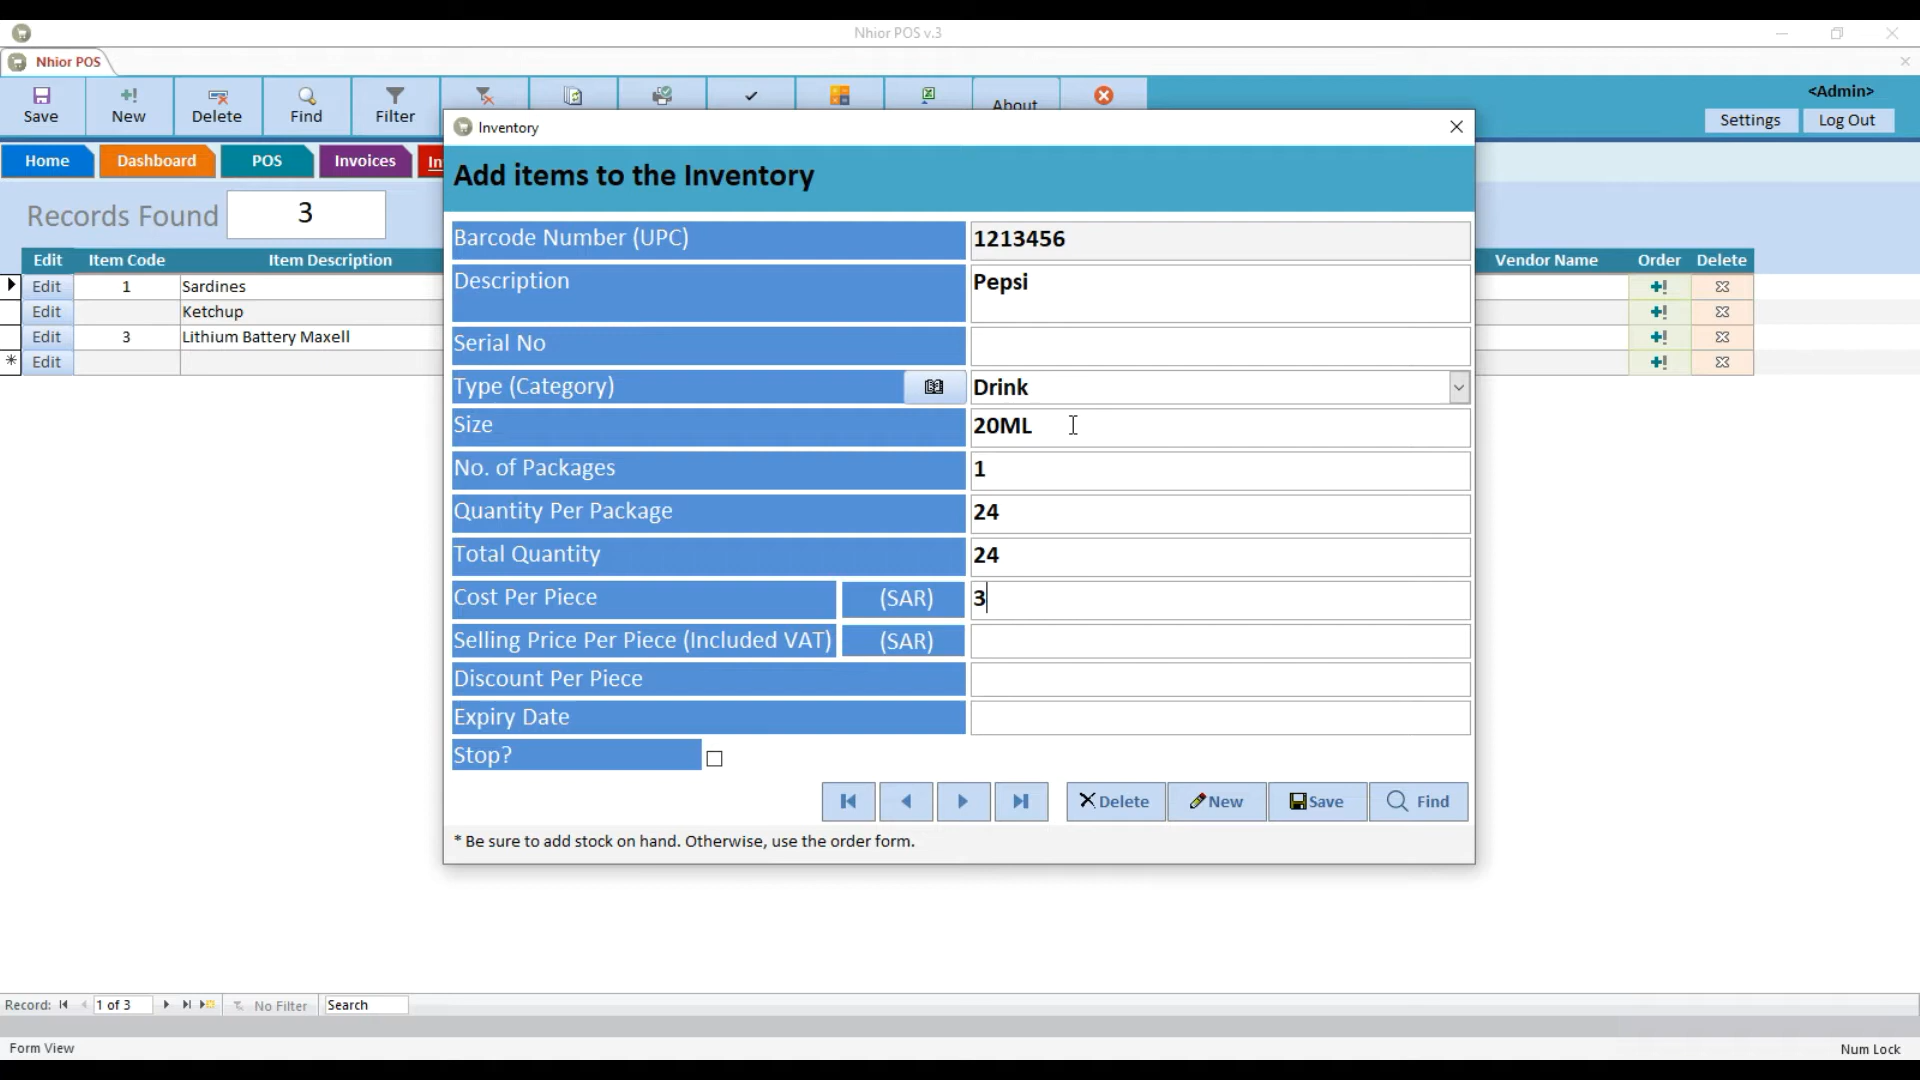 Nhior POS v.3
Nhior POS
Save
New
Delete
Find
Filter
About
<Admin>
Settings
Log Out
Home
Dashboard
POS
Invoices
In
Records Found
3
Edit Item Code Item Description Vendor Name Order Delete
Edit 1 Sardines
Edit Ketchup
Edit 3 Lithium Battery Maxell
Edit
Inventory
Add items to the Inventory
Barcode Number (UPC) 1213456
Description Pepsi
Serial No
Type (Category) Drink
Size 20ML
No. of Packages 1
Quantity Per Package 24
Total Quantity 24
Cost Per Piece (SAR) 3
Selling Price Per Piece (Included VAT) (SAR)
Discount Per Piece
Expiry Date
Stop?
Delete New Save Find
* Be sure to add stock on hand. Otherwise, use the order form.
Record: 1 of 3 No Filter Search
Form View Num Lock